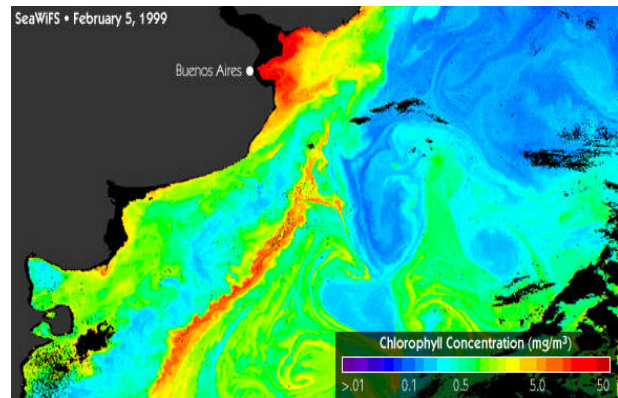 SeaWiFS • February 5, 1999
Buenos Aires
Chlorophyll Concentration (mg/m³)
>.01 0.1 0.5 5.0 50